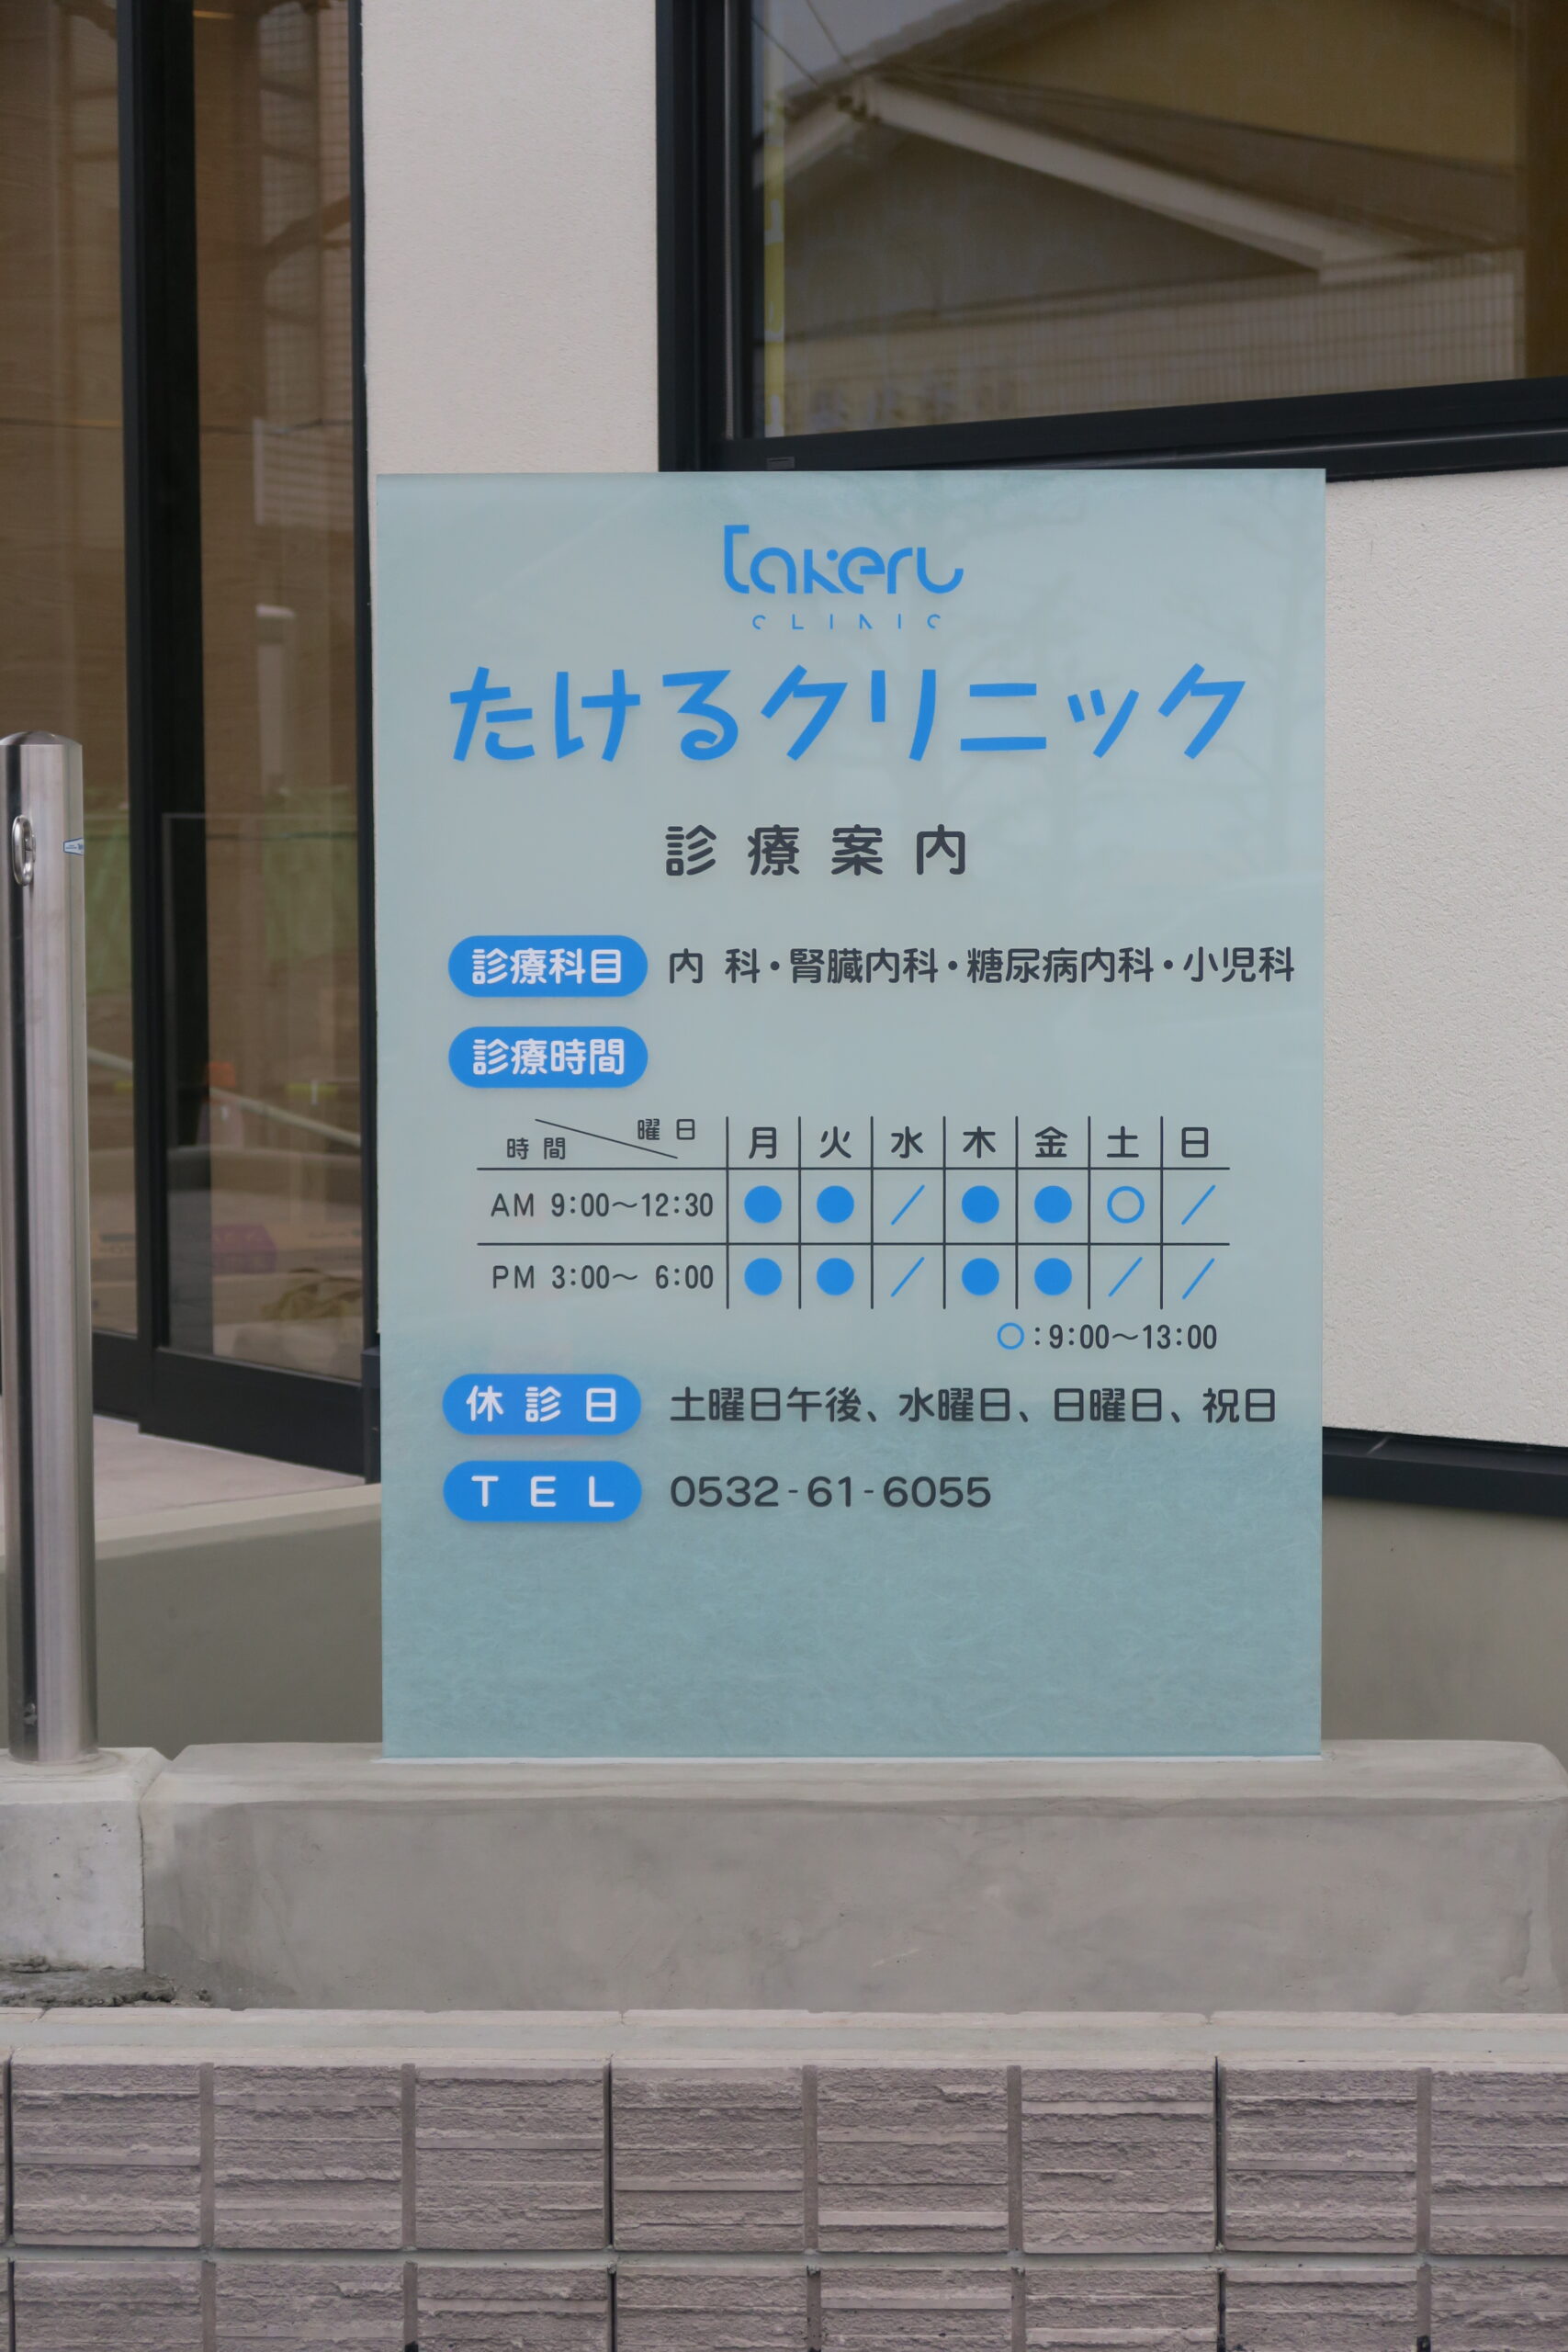 takeru
CLINIC
たけるクリニック
診療案内
診療科目 内科・腎臓内科・糖尿病内科・小児科
診療時間
時間 曜日 月 火 水 木 金 土 日
AM 9:00～12:30 ● ● ／ ● ● ○ ／
PM 3:00～ 6:00 ● ● ／ ● ● ／ ／
○：9:00～13:00
休診日 土曜日午後、水曜日、日曜日、祝日
TEL 0532-61-6055